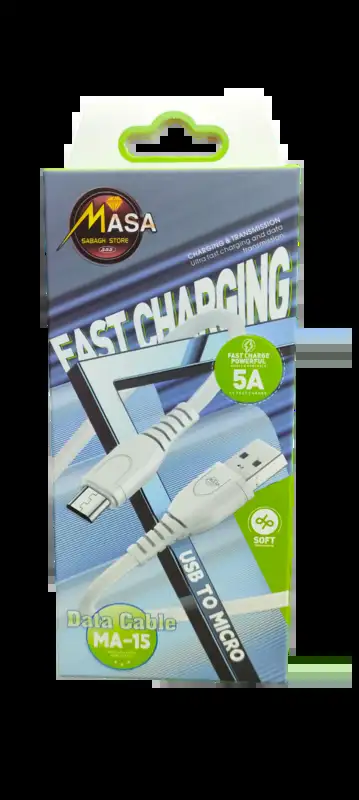 MASA
SABAGH STORE
CHARGING & TRANSMISSION
Ultra fast charging and data
transmission
FAST CHARGING
FAST CHARGE
POWERFUL
5A
SOFT
USB TO MICRO
Data Cable
MA-15